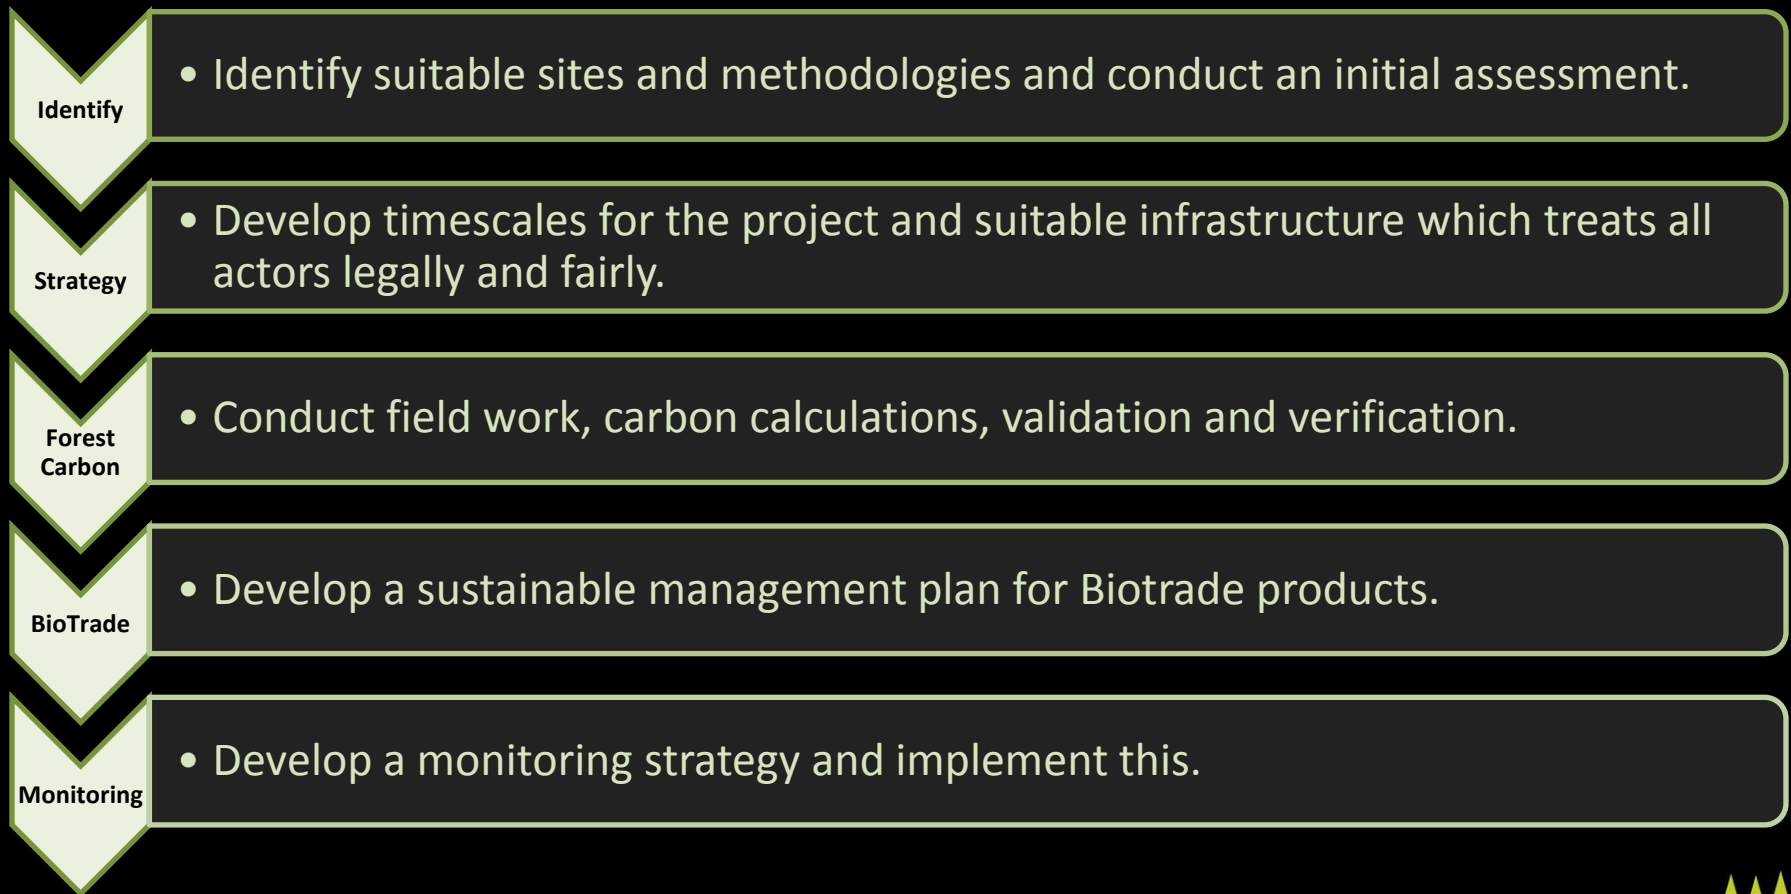 Identify
• Identify suitable sites and methodologies and conduct an initial assessment.
Strategy
• Develop timescales for the project and suitable infrastructure which treats all
actors legally and fairly.
Forest
Carbon
• Conduct field work, carbon calculations, validation and verification.
BioTrade
• Develop a sustainable management plan for Biotrade products.
Monitoring
• Develop a monitoring strategy and implement this.